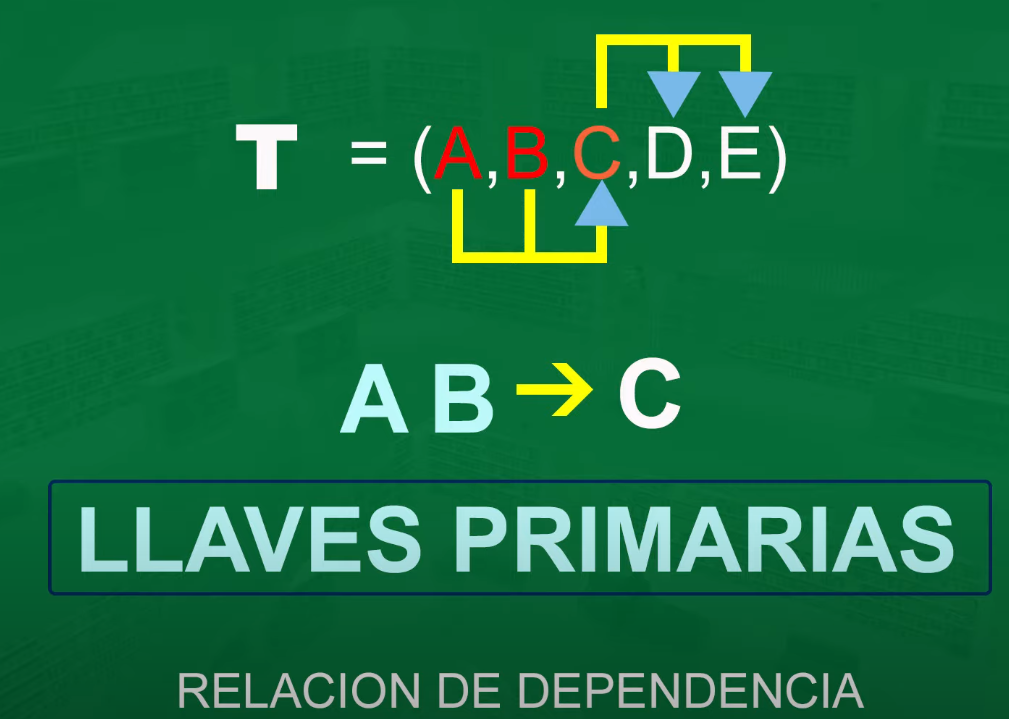 T = (A,B,C,D,E)
A B → C
LLAVES PRIMARIAS
RELACION DE DEPENDENCIA